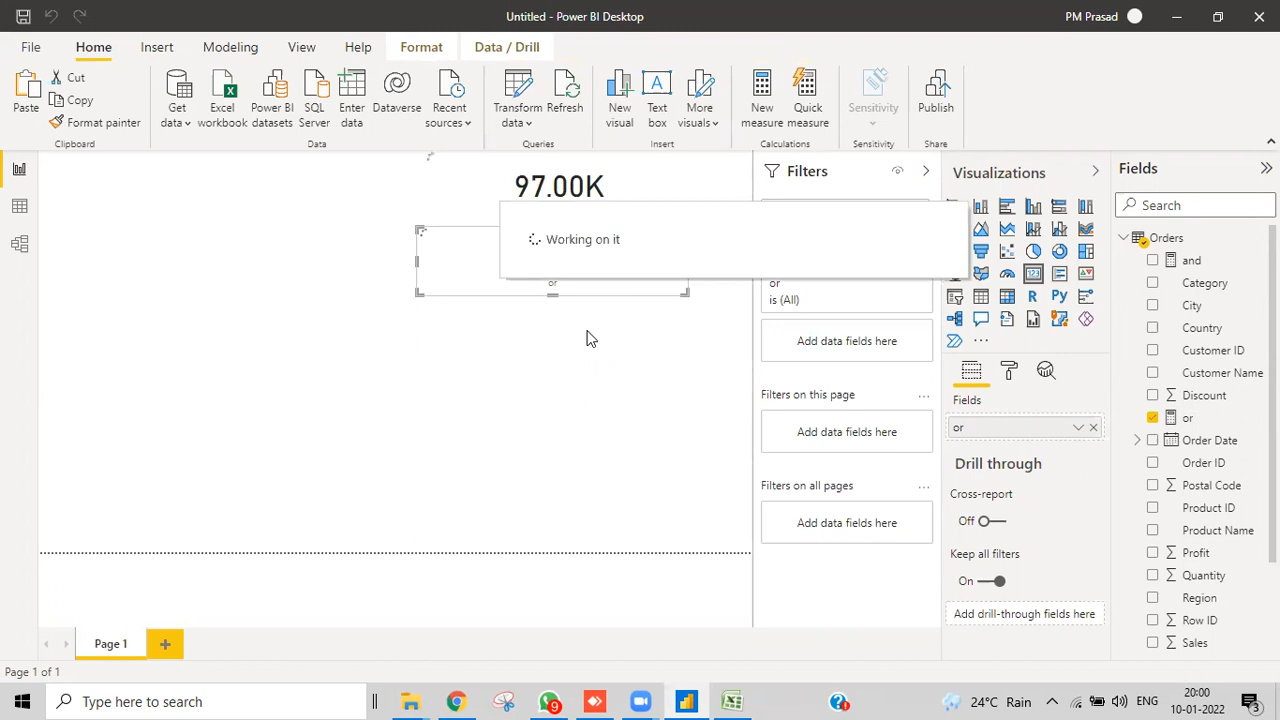 Untitled - Power BI Desktop
PM Prasad
File
Home
Insert
Modeling
View
Help
Format
Data / Drill
Paste
Cut
Copy
Format painter
Clipboard
Get data
Excel workbook
Power BI datasets
SQL Server
Enter data
Dataverse
Recent sources
Data
Transform data
Refresh
Queries
New visual
Text box
A
More visuals
Insert
New measure
Quick measure
Calculations
Sensitivity
Sensitivity
Publish
Share
97.00K
Working on it
or
Filters
or
is (All)
Add data fields here
Filters on this page
...
Add data fields here
Filters on all pages
...
Add data fields here
Visualizations
123
R
Py
...
Fields
or
Drill through
Cross-report
Off
Keep all filters
On
Add drill-through fields here
Fields
Search
Orders
and
Category
City
Country
Customer ID
Customer Name
Discount
or
Order Date
Order ID
Postal Code
Product ID
Product Name
Profit
Quantity
Region
Row ID
Sales
Page 1
Page 1 of 1
Type here to search
9
24°C Rain
ENG
20:00
10-01-2022
3